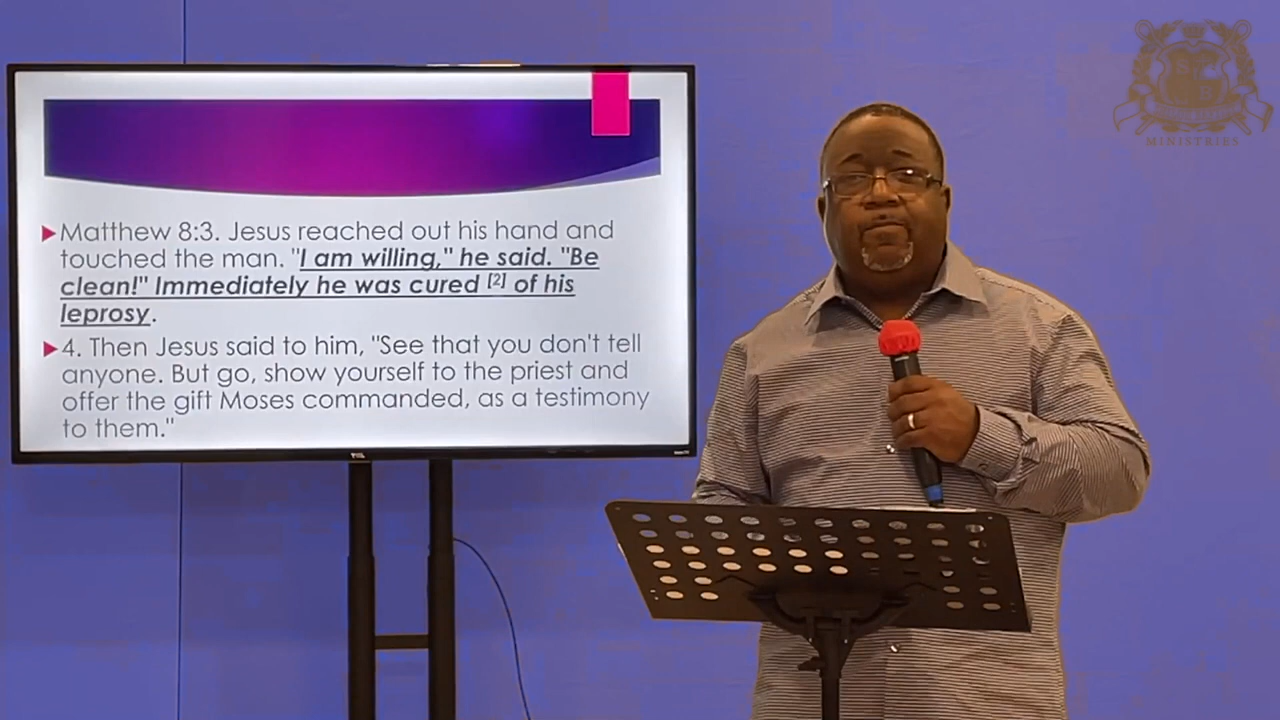 Matthew 8:3. Jesus reached out his hand and
touched the man. "I am willing," he said. "Be
clean!" Immediately he was cured [2] of his
leprosy.
4. Then Jesus said to him, "See that you don't tell
anyone. But go, show yourself to the priest and
offer the gift Moses commanded, as a testimony
to them."
TCL
MINISTRIES